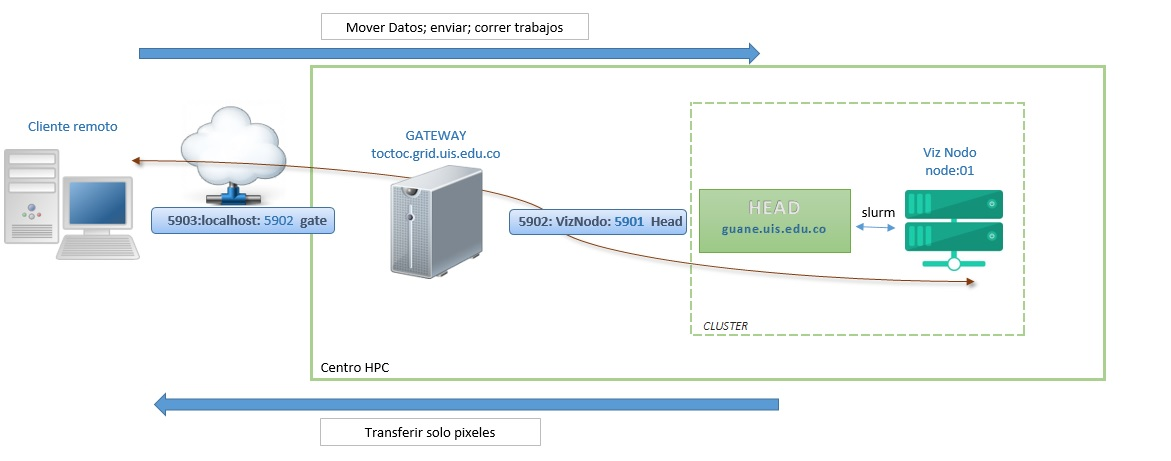 Mover Datos; enviar; correr trabajos
Cliente remoto
GATEWAY
toctoc.grid.uis.edu.co
Viz Nodo
node:01
5903:localhost: 5902 gate
5902: VizNodo: 5901 Head
HEAD
guane.uis.edu.co
slurm
CLUSTER
Centro HPC
Transferir solo pixeles